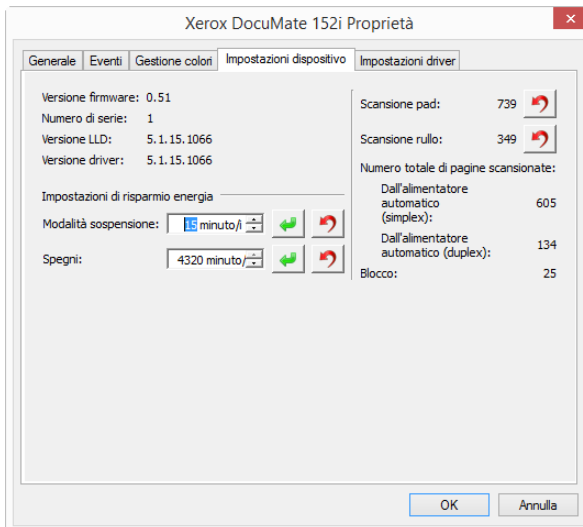 Xerox DocuMate 152i Proprietà
Generale Eventi Gestione colori Impostazioni dispositivo Impostazioni driver
Versione firmware: 0.51
Numero di serie: 1
Versione LLD: 5.1.15.1066
Versione driver: 5.1.15.1066
Impostazioni di risparmio energia
Modalità sospensione: 15 minuto/i
Spegni: 4320 minuto/
Scansione pad: 739
Scansione rullo: 349
Numero totale di pagine scansionate:
Dall'alimentatore
automatico
(simplex): 605
Dall'alimentatore
automatico (duplex): 134
Blocco: 25
OK Annulla